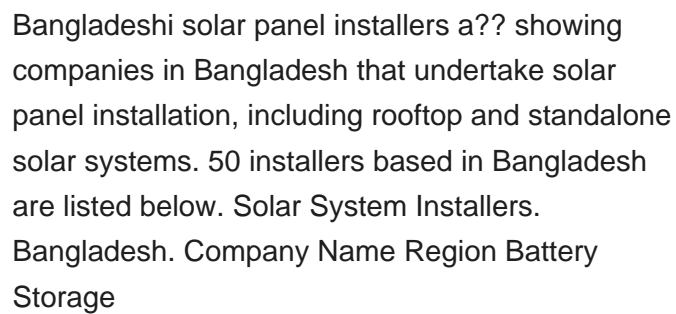 Bangladeshi solar panel installers a?? showing
companies in Bangladesh that undertake solar
panel installation, including rooftop and standalone
solar systems. 50 installers based in Bangladesh
are listed below. Solar System Installers.
Bangladesh. Company Name Region Battery
Storage